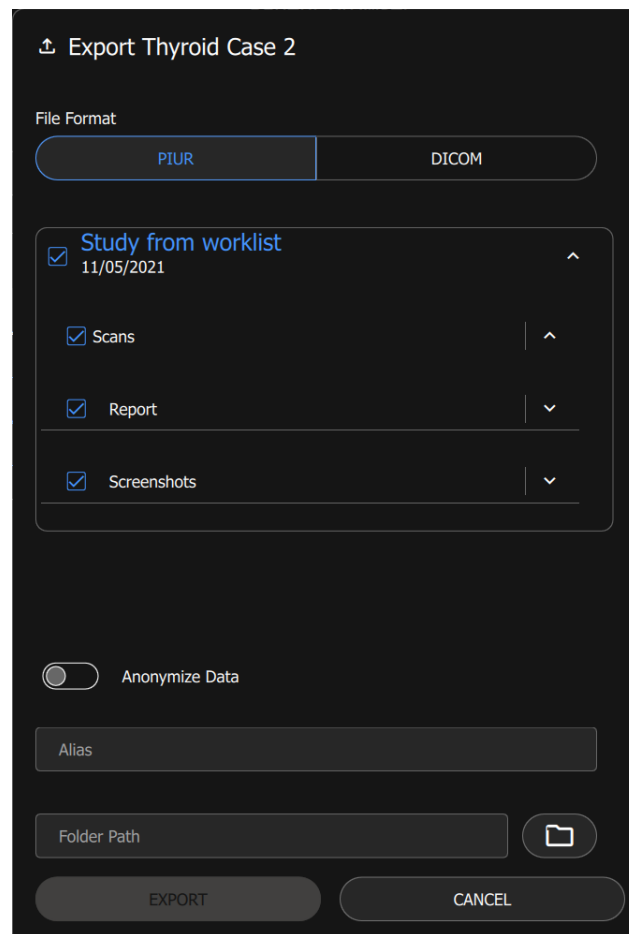 Export Thyroid Case 2
File Format
PIUR DICOM
Study from worklist
11/05/2021
Scans
Report
Screenshots
Anonymize Data
Alias
Folder Path
EXPORT CANCEL